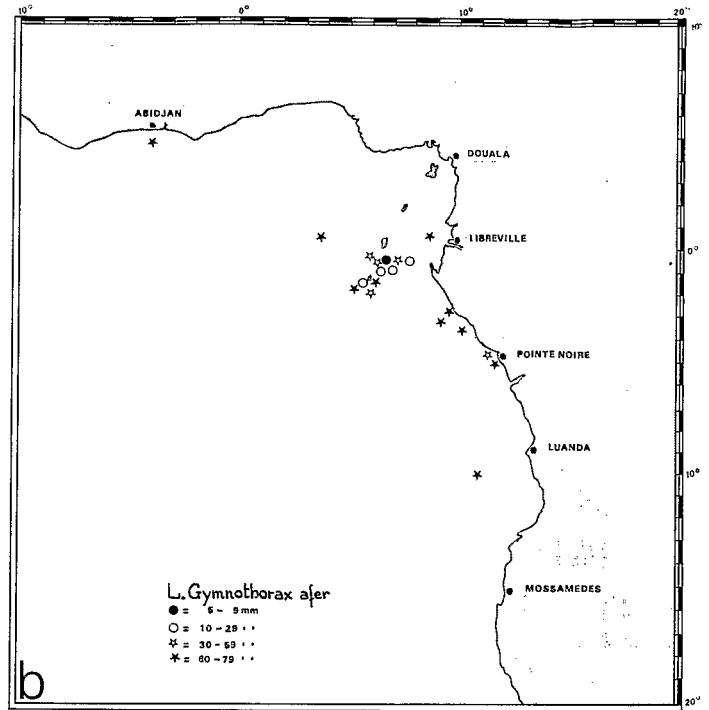 10° 0° 10° 20°
10°
ABIDJAN
DOUALA
LIBREVILLE
0°
POINTE NOIRE
LUANDA
10°
MOSSAMEDES
L. Gymnothorax afer
● = 5 - 9 mm
○ = 10 - 29 " "
☆ = 30 - 59 " "
★ = 60 - 79 " "
b
20°